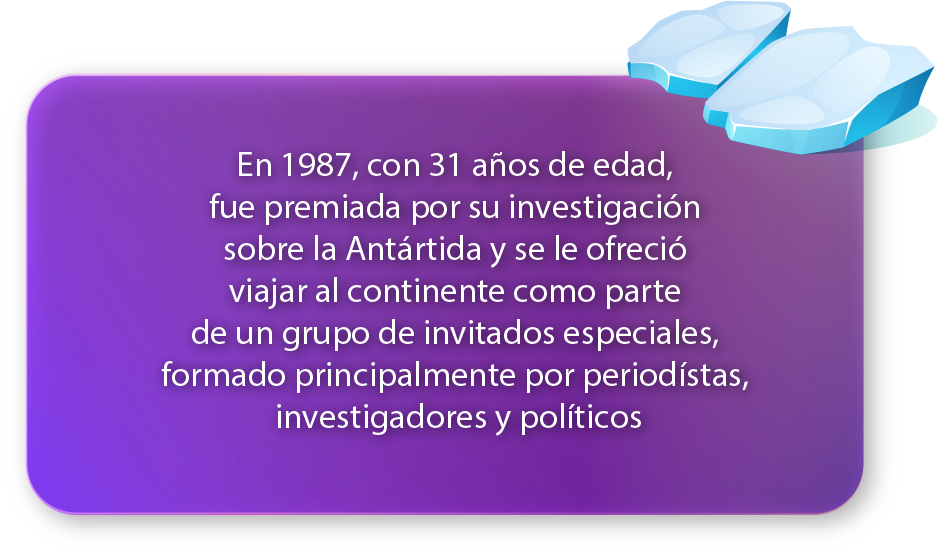 En 1987, con 31 años de edad,
fue premiada por su investigación
sobre la Antártida y se le ofreció
viajar al continente como parte
de un grupo de invitados especiales,
formado principalmente por periodístas,
investigadores y políticos